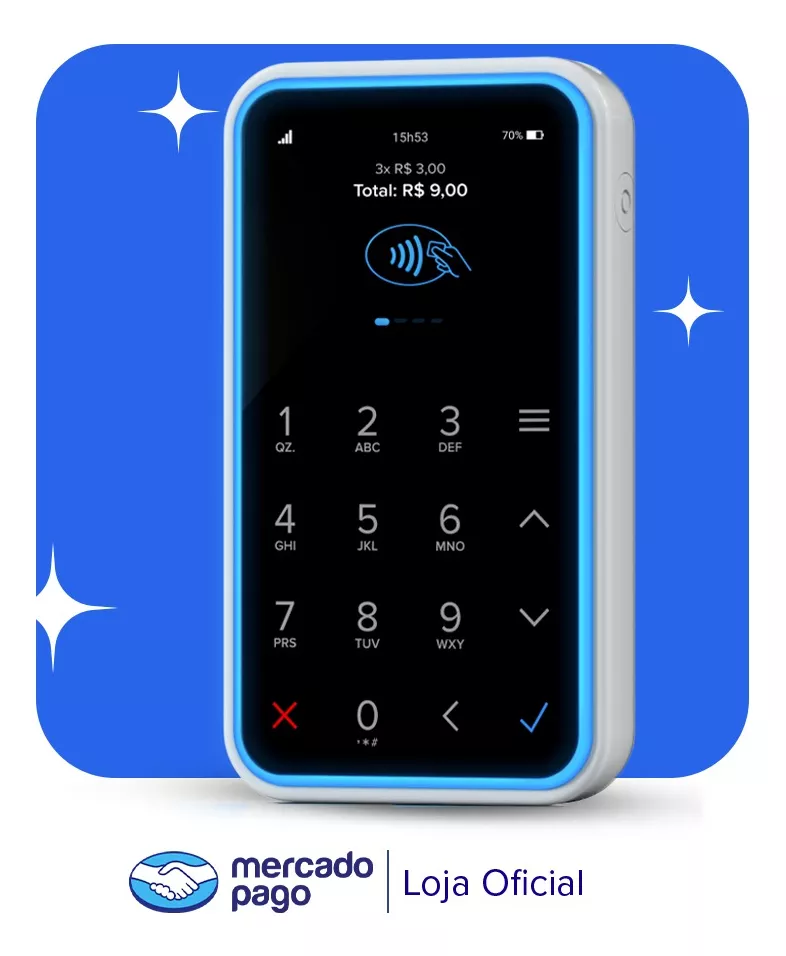 15h53
70%
3x R$ 3,00
Total: R$ 9,00
1 2 3
QZ. ABC DEF
4 5 6
GHI JKL MNO
7 8 9
PRS TUV WXY
0
,*#
mercado
pago
Loja Oficial